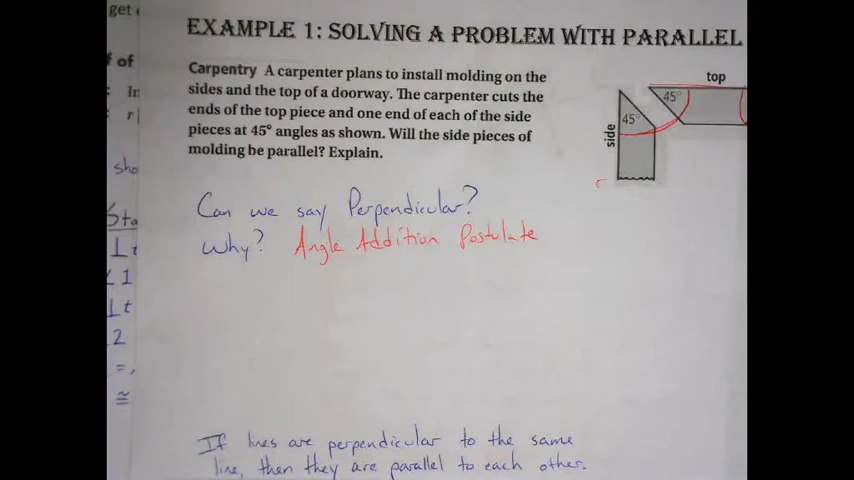 get
EXAMPLE 1: SOLVING A PROBLEM WITH PARALLEL
of
Carpentry A carpenter plans to install molding on the
sides and the top of a doorway. The carpenter cuts the
ends of the top piece and one end of each of the side
pieces at 45° angles as shown. Will the side pieces of
molding be parallel? Explain.
top
45°
45°
side
sho
Sta
Can we say Perpendicular?
Why? Angle Addition Postulate
⊥ t
∠1
⊥ t
2
=,
≅
If lines are perpendicular to the same
line, then they are parallel to each other.